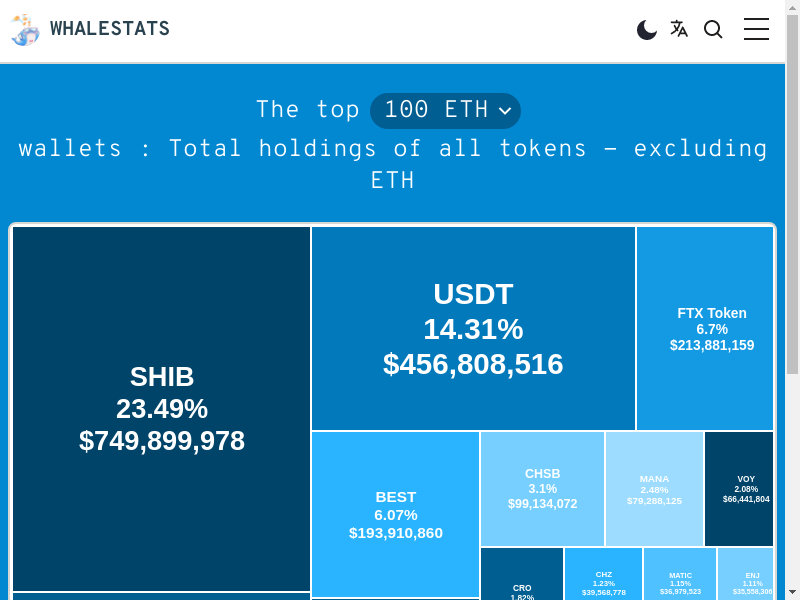 WHALESTATS
The top 100 ETH
wallets : Total holdings of all tokens – excluding
ETH
SHIB
23.49%
$749,899,978
USDT
14.31%
$456,808,516
FTX Token
6.7%
$213,881,159
BEST
6.07%
$193,910,860
CHSB
3.1%
$99,134,072
MANA
2.48%
$79,288,125
VOY
2.08%
$66,441,804
CRO
1.82%
CHZ
1.23%
$39,568,778
MATIC
1.15%
$36,979,523
ENJ
1.11%
$35,558,306